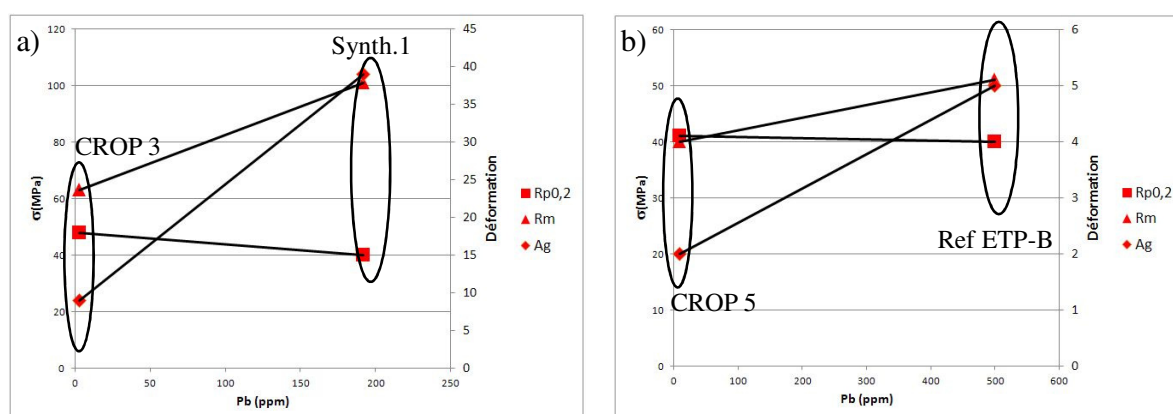 a)
Synth.1
CROP 3
120
100
80
60
40
20
0
σ(MPa)
45
40
35
30
25
20
15
10
5
0
Déformation
0 50 100 150 200 250
Pb (ppm)
Rp0,2
Rm
Ag
b)
CROP 5
Ref ETP-B
60
50
40
30
20
10
0
σ(MPa)
6
5
4
3
2
1
0
Déformation
0 100 200 300 400 500 600
Pb (ppm)
Rp0,2
Rm
Ag